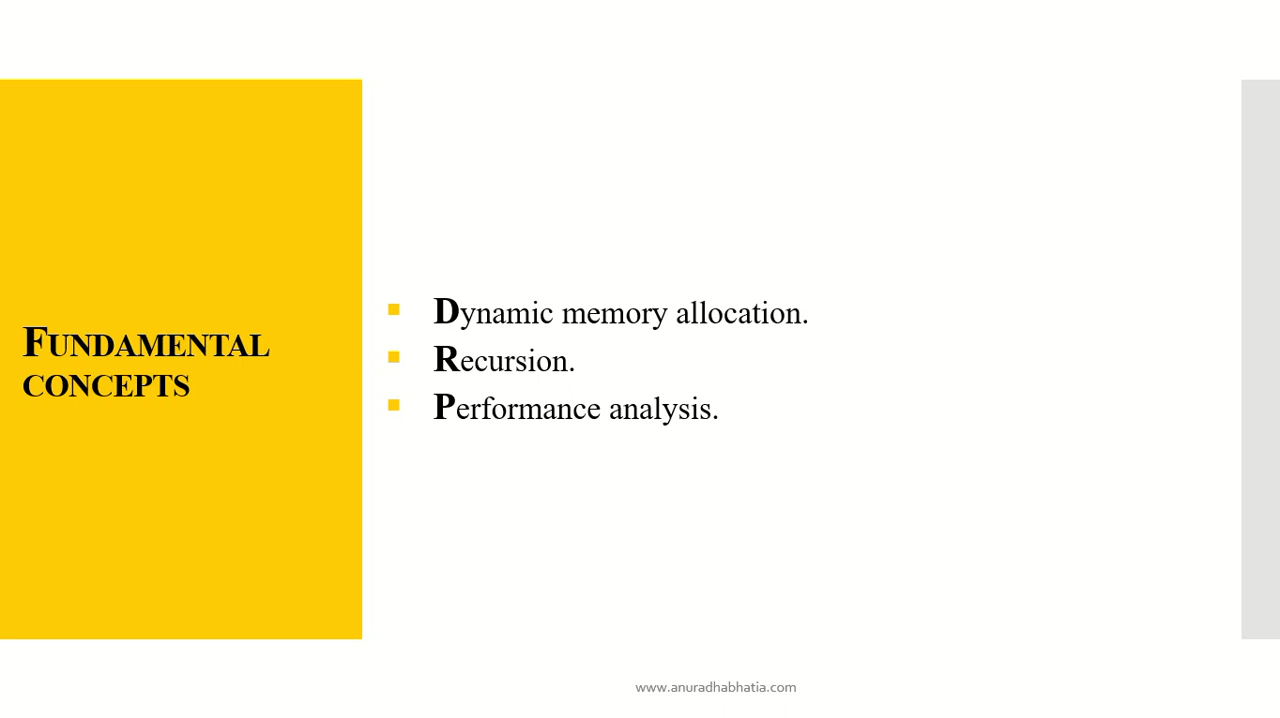 FUNDAMENTAL
CONCEPTS
Dynamic memory allocation.
Recursion.
Performance analysis.
www.anuradhabhatia.com